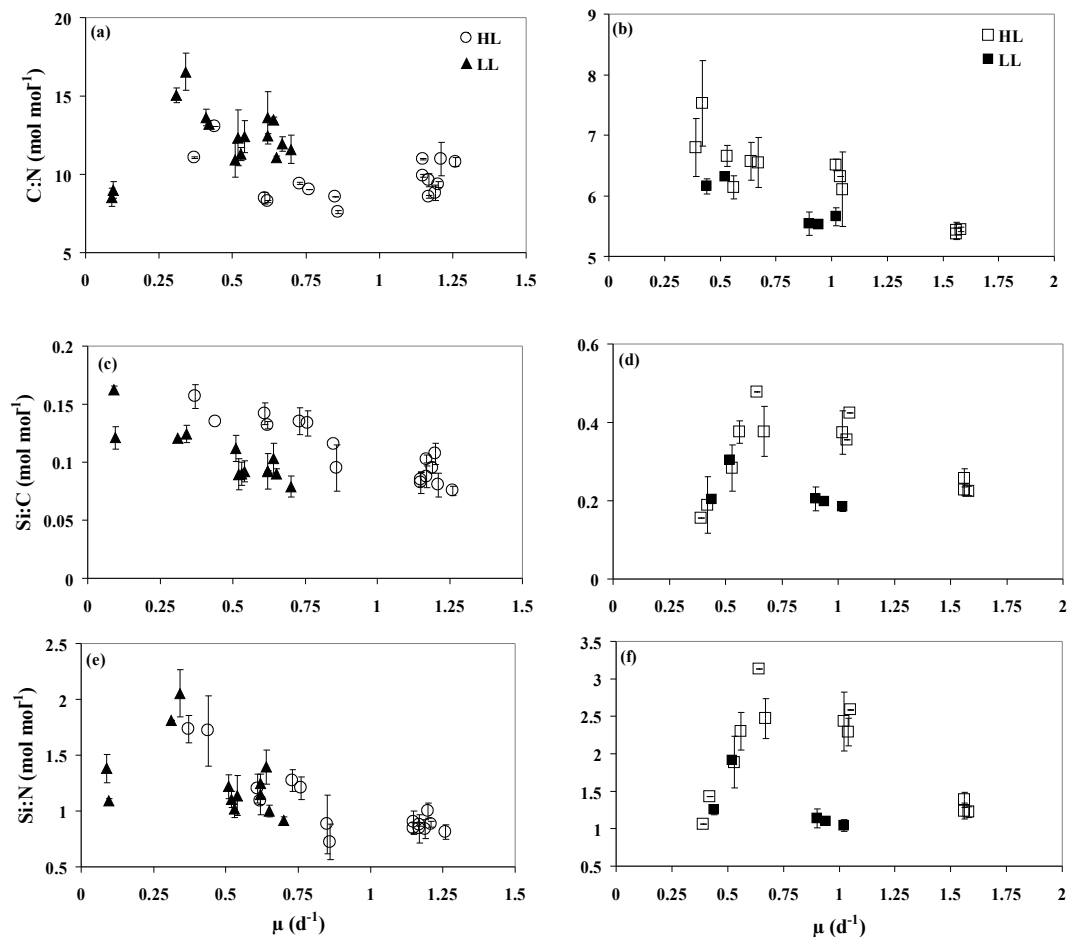 (a)
HL
LL
C:N (mol mol⁻¹)
20
15
10
5
0 0.25 0.5 0.75 1 1.25 1.5
(b)
HL
LL
9
8
7
6
5
0 0.25 0.5 0.75 1 1.25 1.5 1.75 2
(c)
Si:C (mol mol⁻¹)
0.2
0.15
0.1
0.05
0
0 0.25 0.5 0.75 1 1.25 1.5
(d)
0.6
0.4
0.2
0
0 0.25 0.5 0.75 1 1.25 1.5 1.75 2
(e)
Si:N (mol mol⁻¹)
2.5
2
1.5
1
0.5
0 0.25 0.5 0.75 1 1.25 1.5
μ (d⁻¹)
(f)
3.5
3
2.5
2
1.5
1
0.5
0 0.25 0.5 0.75 1 1.25 1.5 1.75 2
μ (d⁻¹)